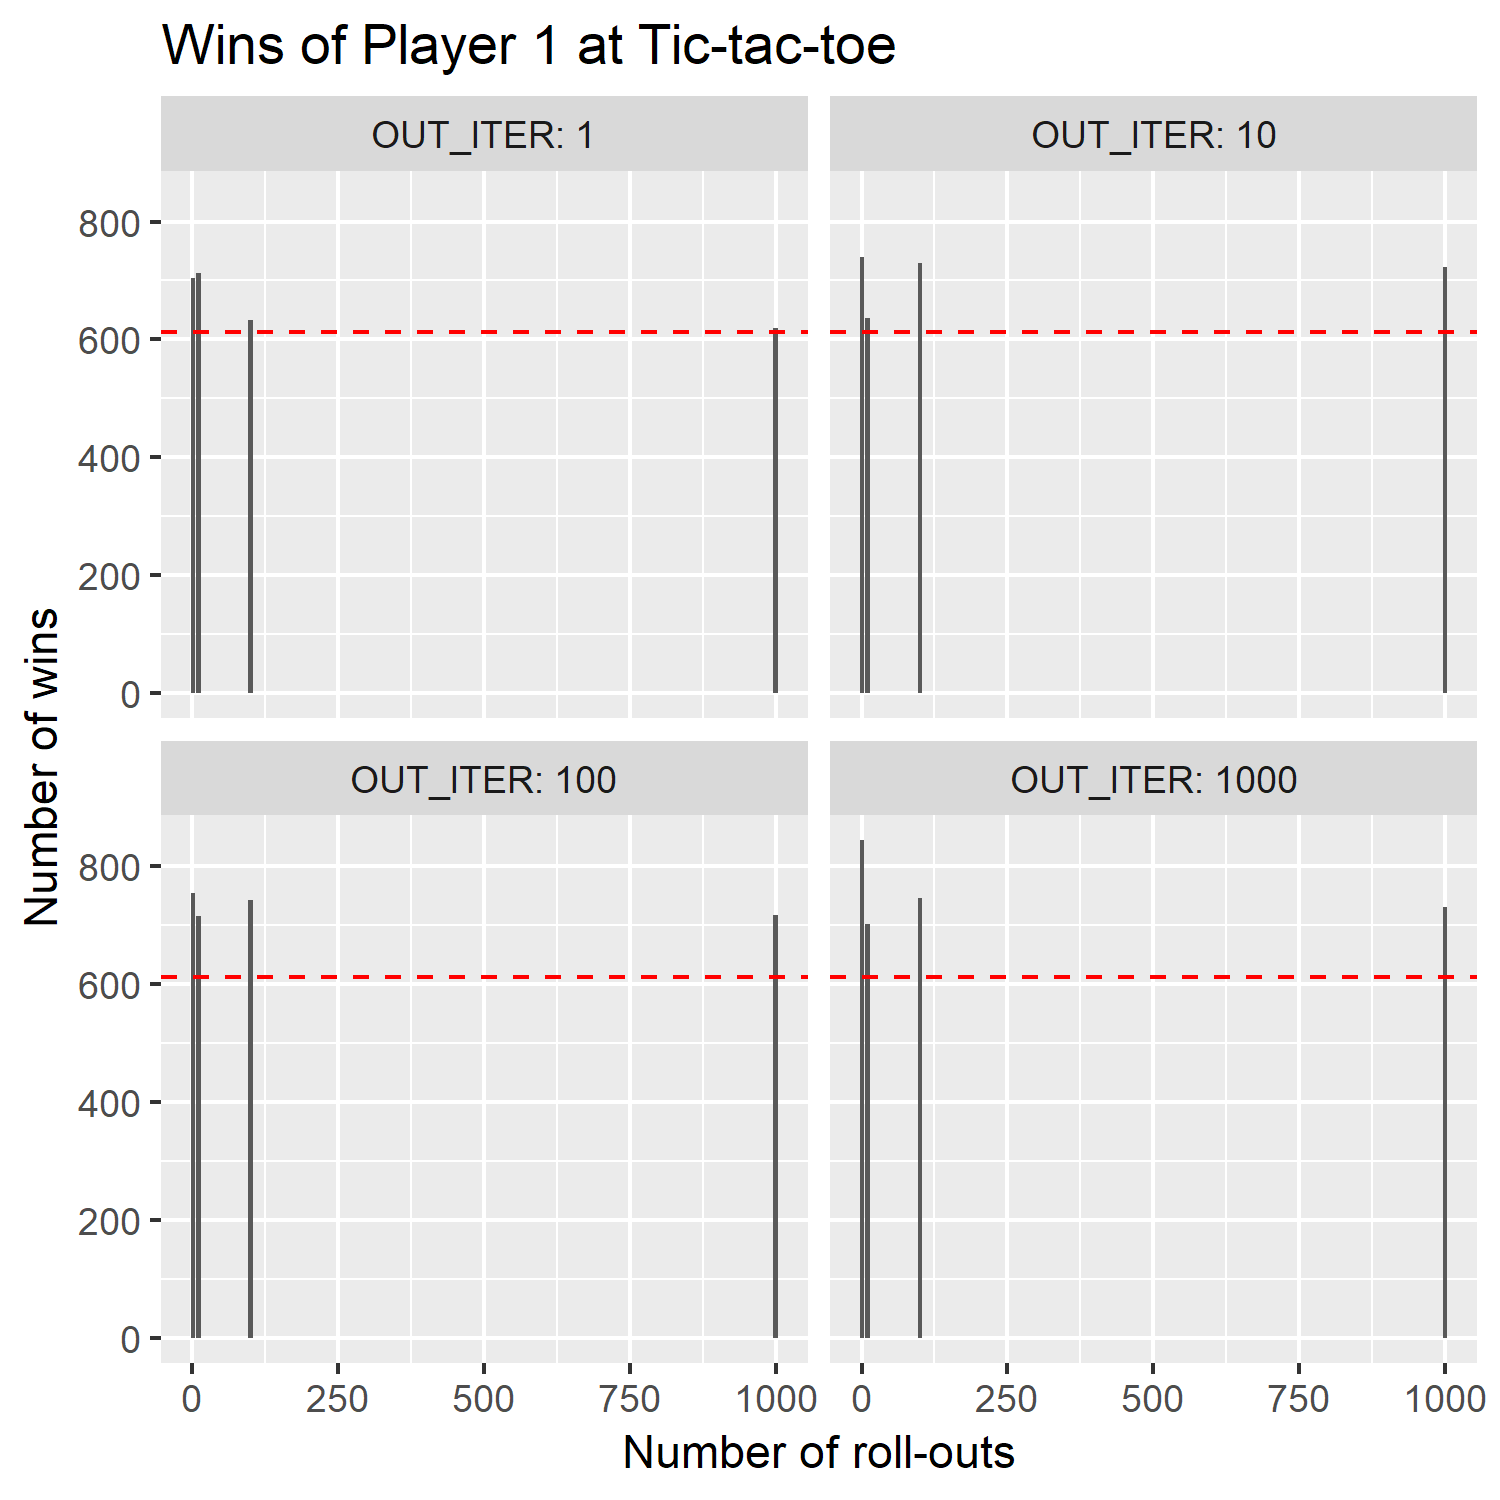 Wins of Player 1 at Tic-tac-toe
OUT_ITER: 1
OUT_ITER: 10
800
600
400
200
0
OUT_ITER: 100
OUT_ITER: 1000
800
600
400
200
0
Number of wins
0 250 500 750 1000
0 250 500 750 1000
Number of roll-outs